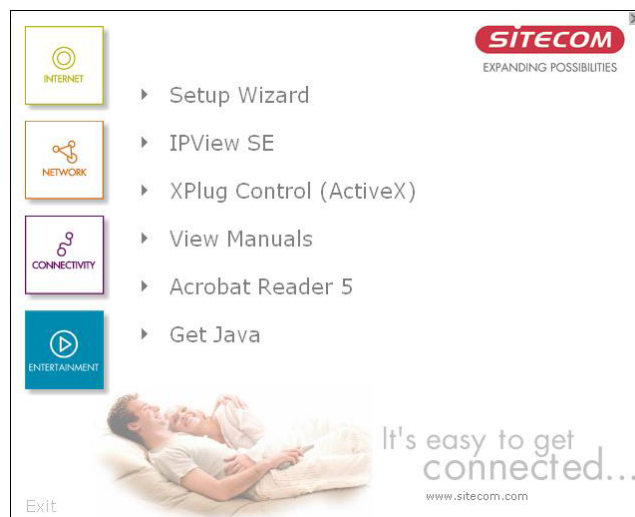 INTERNET
NETWORK
CONNECTIVITY
ENTERTAINMENT
SITECOM
EXPANDING POSSIBILITIES
Setup Wizard
IPView SE
XPlug Control (ActiveX)
View Manuals
Acrobat Reader 5
Get Java
It's easy to get
connected...
www.sitecom.com
Exit